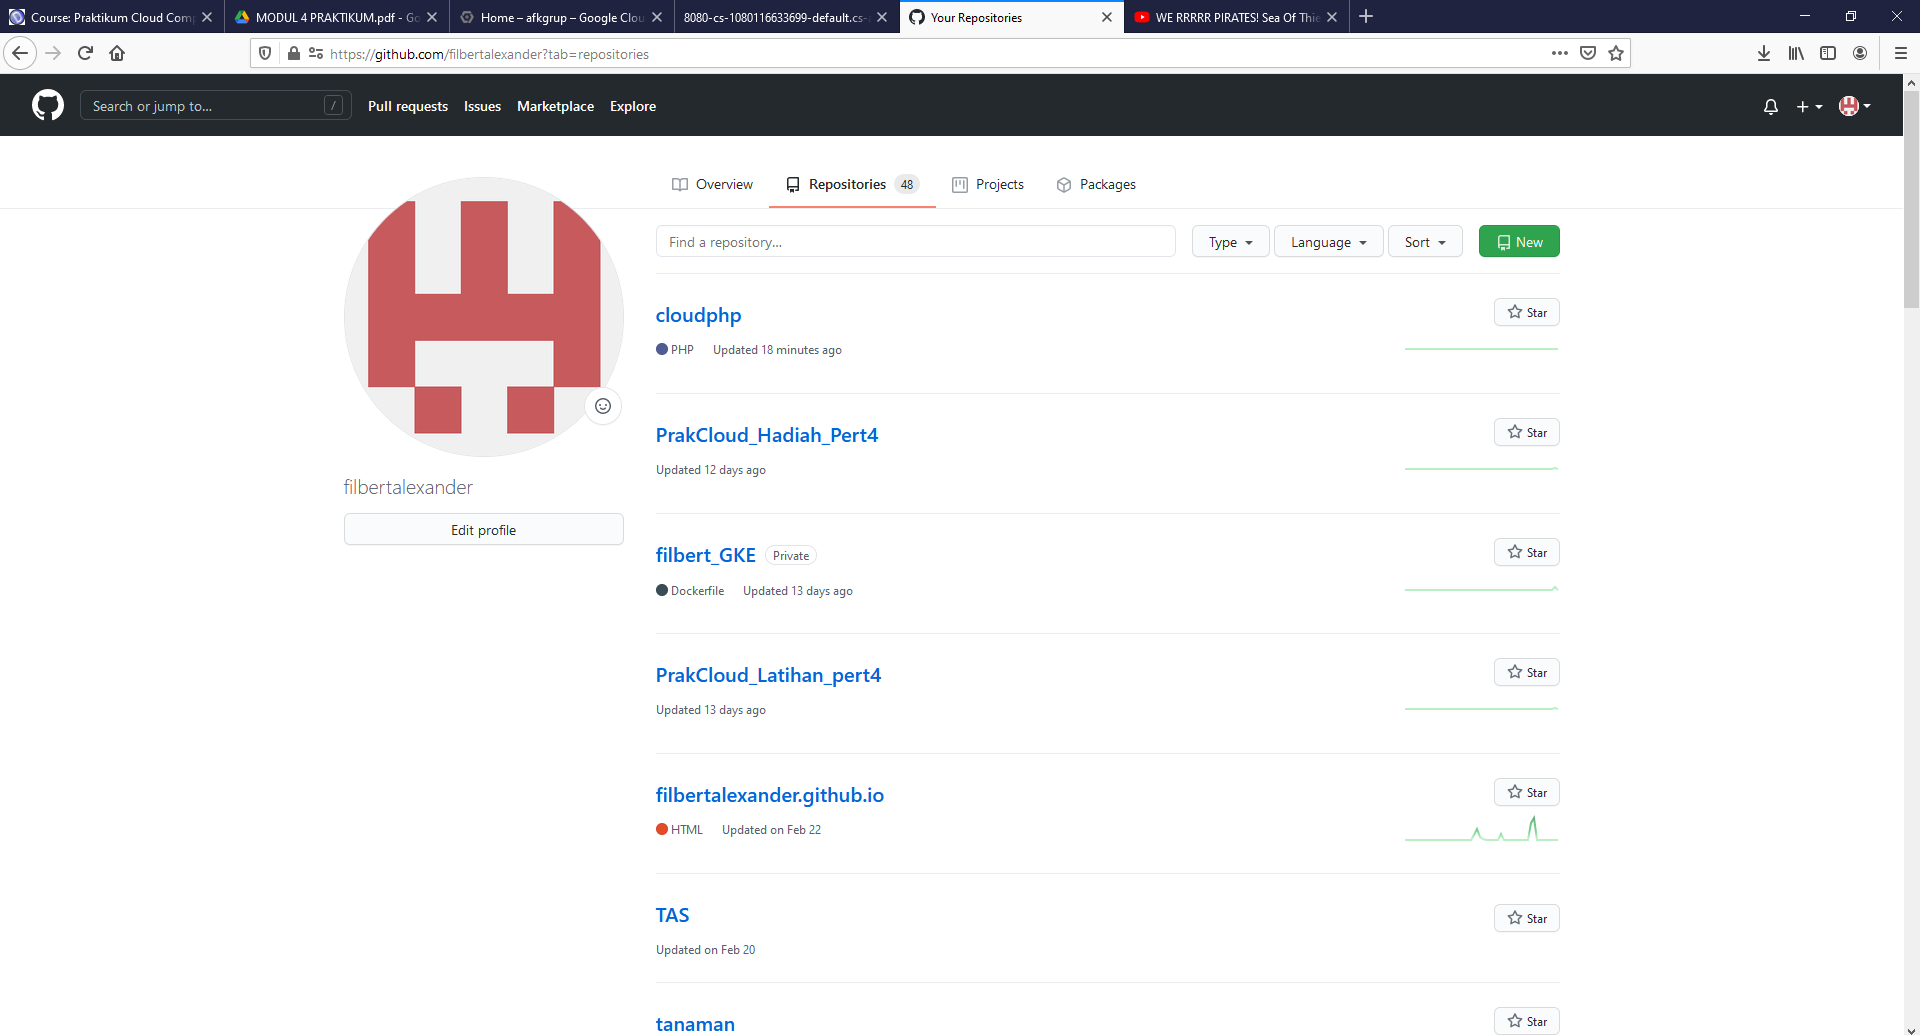 Course: Praktikum Cloud Com
MODUL 4 PRAKTIKUM.pdf - Go
Home – afkgrup – Google Clou
8080-cs-1080116633699-default.cs-
Your Repositories
WE RRRRR PIRATES! Sea Of Thie
https://github.com/filbertalexander?tab=repositories
Search or jump to...
/
Pull requests
Issues
Marketplace
Explore
Overview
Repositories 48
Projects
Packages
Find a repository...
Type
Language
Sort
New
filbertalexander
Edit profile
cloudphp
Star
PHP Updated 18 minutes ago
PrakCloud_Hadiah_Pert4
Star
Updated 12 days ago
filbert_GKE Private
Star
Dockerfile Updated 13 days ago
PrakCloud_Latihan_pert4
Star
Updated 13 days ago
filbertalexander.github.io
Star
HTML Updated on Feb 22
TAS
Star
Updated on Feb 20
tanaman
Star